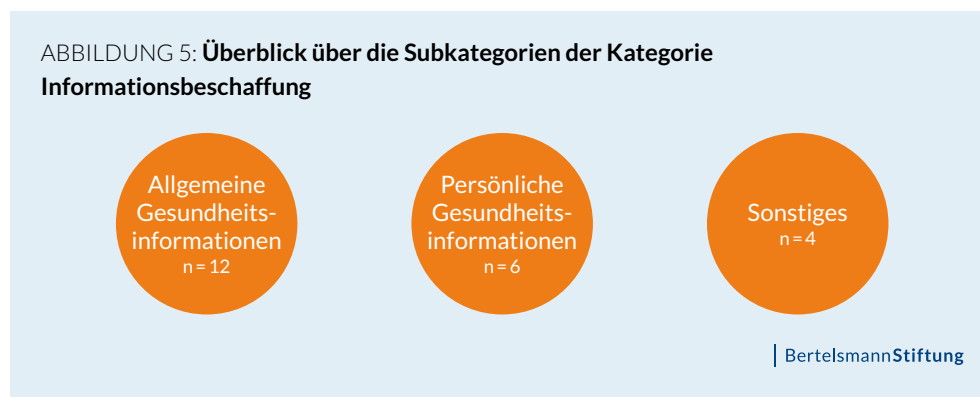 ABBILDUNG 5: Überblick über die Subkategorien der Kategorie
Informationsbeschaffung
Allgemeine
Gesundheits-
informationen
n = 12
Persönliche
Gesundheits-
informationen
n = 6
Sonstiges
n = 4
BertelsmannStiftung